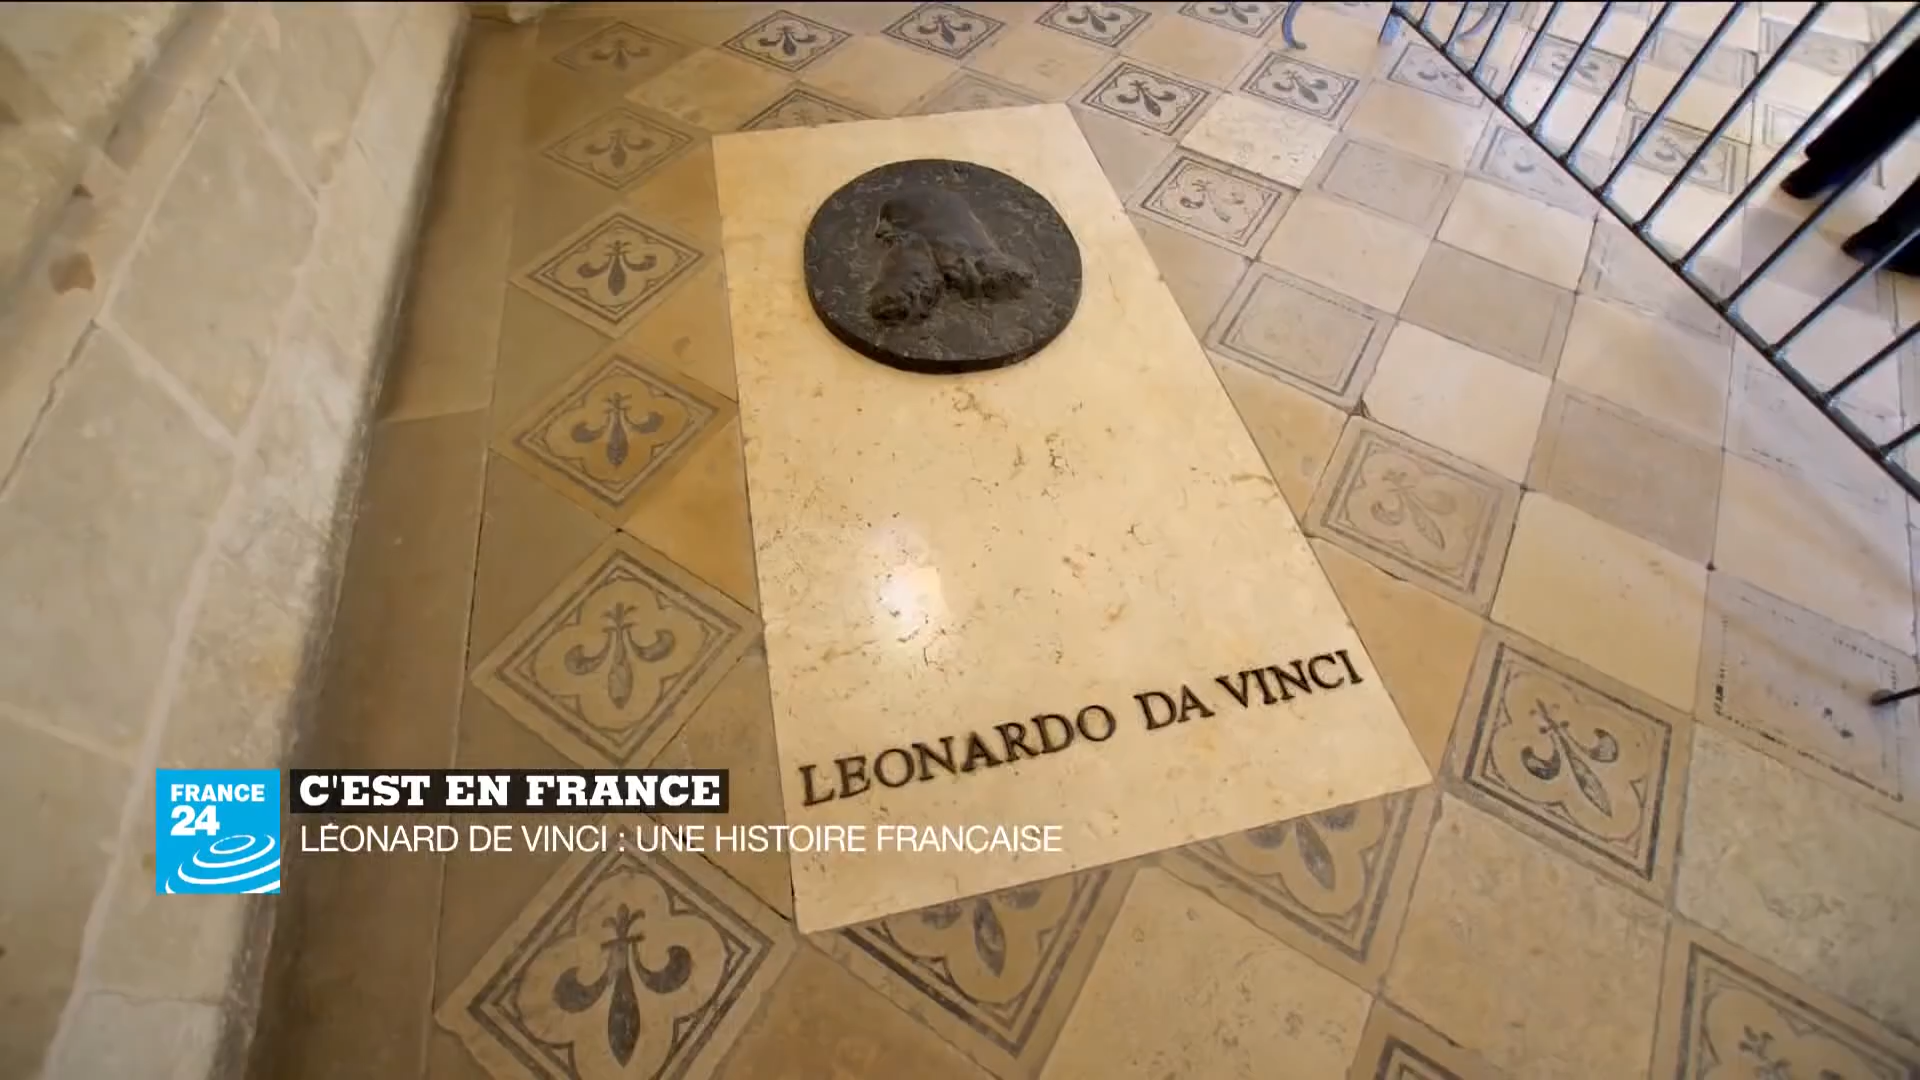 LEONARDO DA VINCI
FRANCE
24
C'EST EN FRANCE
LÉONARD DE VINCI : UNE HISTOIRE FRANÇAISE